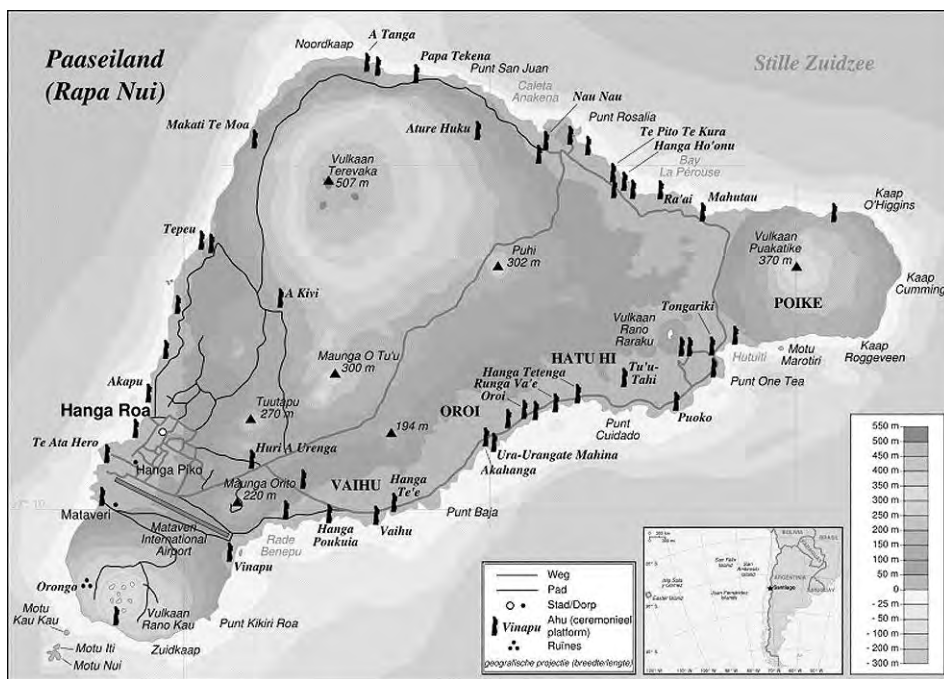 Paaseiland
(Rapa Nui)
Stille Zuidzee
Noordkaap
A Tanga
Papa Tekena
Punt San Juan
Caleta
Anakena
Nau Nau
Punt Rosalia
Makati Te Moa
Ature Huku
Te Pito Te Kura
Hanga Ho'onu
Bay
La Pérouse
Vulkaan
Terevaka
507 m
Ra'ai
Mahutau
Kaap
O'Higgins
Tepeu
Puhi
302 m
Vulkaan
Puakatike
370 m
Kaap
Cumming
POIKE
A Kivi
Tongariki
Vulkaan
Rano
Raraku
Maunga O Tu'u
300 m
HATU HI
Hutuiti
Motu
Marotiri
Kaap
Roggeveen
Hanga Tetenga
Runga Va'e
Oroi
Tu'u-
Tahi
Punt One Tea
Akapu
Hanga Roa
Tuutapu
270 m
OROI
194 m
Puoko
Punt
Cuidado
Te Ata Hero
Hanga Piko
Huri A Urenga
Ura-Urangate Mahina
Akahanga
Maunga Orito
220 m
VAIHU
Hanga
Te'e
Mataveri
Mataveri
International
Airport
Hanga
Poukuia
Vaihu
Punt Baja
Rade
Benepu
Vinapu
Orongo
Motu
Kau Kau
Vulkaan
Rano Kau
Punt Kikiri Roa
Motu Iti
Motu Nui
Zuidkaap
Weg
Pad
Stad/Dorp
Vinapu
Ahu (ceremonieel
platform)
Ruïnes
geografische projectie (breedte/lengte)
BOLIVIA
ARGENTINA
Santiago
Easter Island
550 m
500 m
450 m
400 m
350 m
300 m
250 m
200 m
150 m
100 m
50 m
0
- 25 m
- 50 m
- 100 m
- 200 m
- 300 m